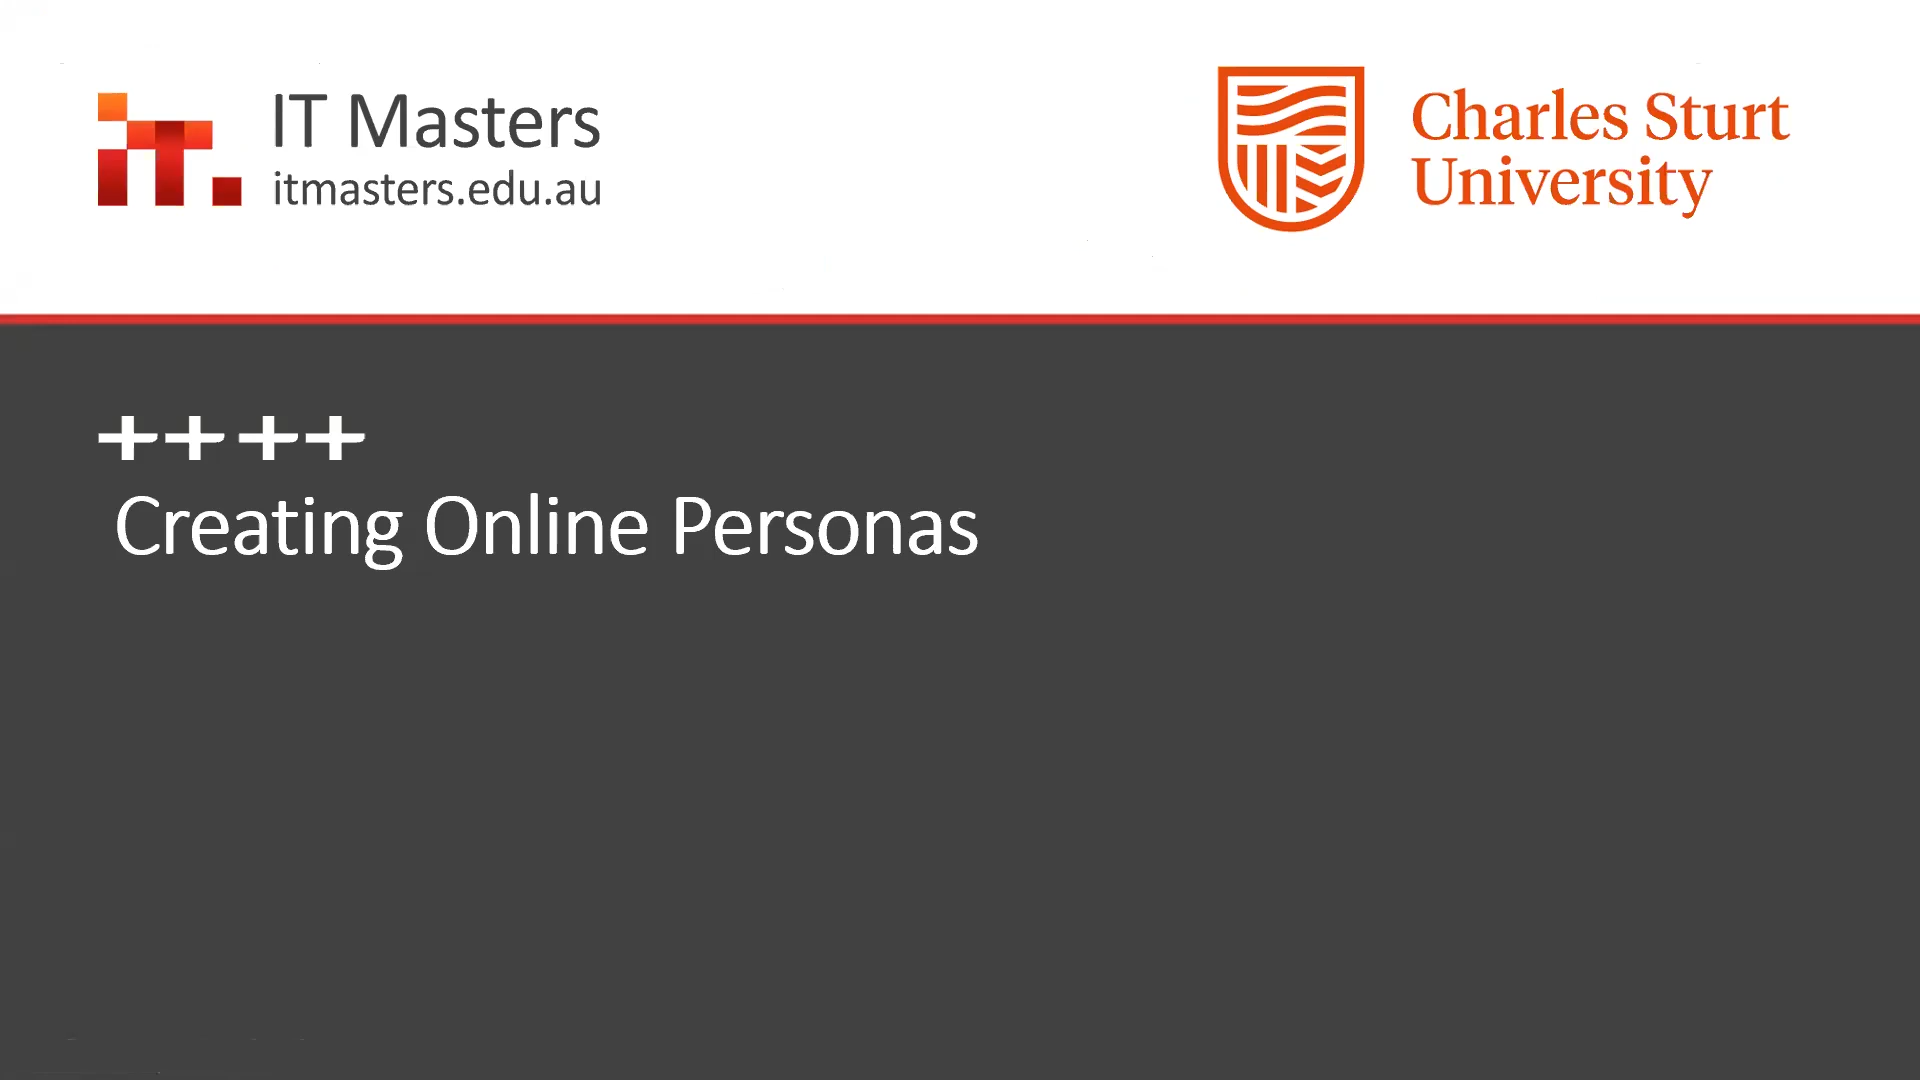 IT Masters
itmasters.edu.au
Charles Sturt
University
++ ++
Creating Online Personas